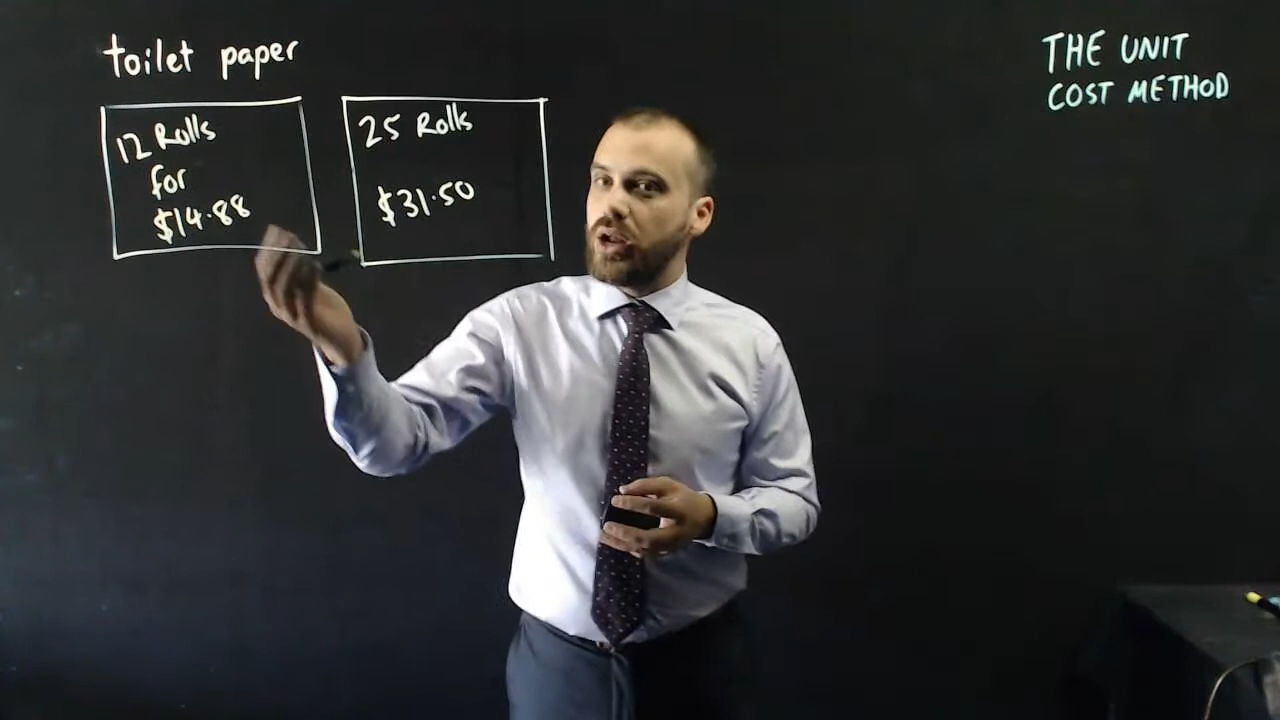 toilet paper
12 Rolls
for
$14.88
25 Rolls
$31.50
THE UNIT
COST METHOD